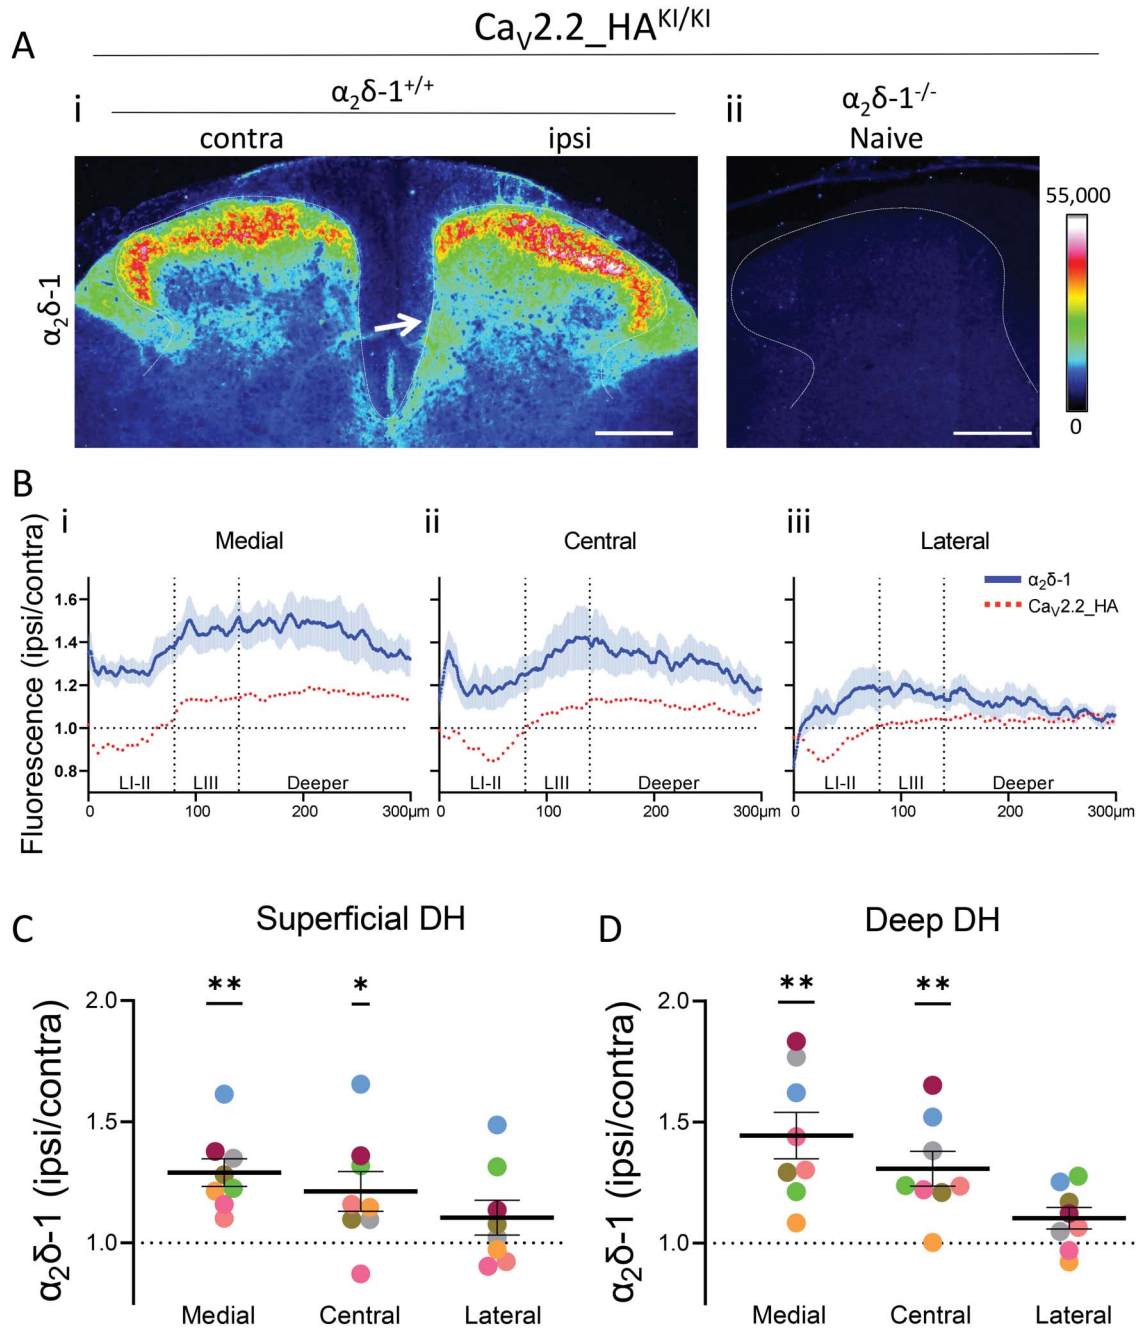 Ca_V2.2_HA^KI/KI
A
α₂δ-1⁺/⁺
α₂δ-1⁻/⁻
i
contra
ipsi
ii
Naive
α₂δ-1
55,000
0
B
Fluorescence (ipsi/contra)
i
Medial
ii
Central
iii
Lateral
α₂δ-1
Ca_V2.2_HA
1.6
1.4
1.2
1.0
0.8
LI-II
LIII
Deeper
LI-II
LIII
Deeper
LI-II
LIII
Deeper
0
100
200
300µm
0
100
200
300µm
0
100
200
300µm
C
Superficial DH
α₂δ-1 (ipsi/contra)
**
*
2.0
1.5
1.0
Medial
Central
Lateral
D
Deep DH
α₂δ-1 (ipsi/contra)
**
**
2.0
1.5
1.0
Medial
Central
Lateral